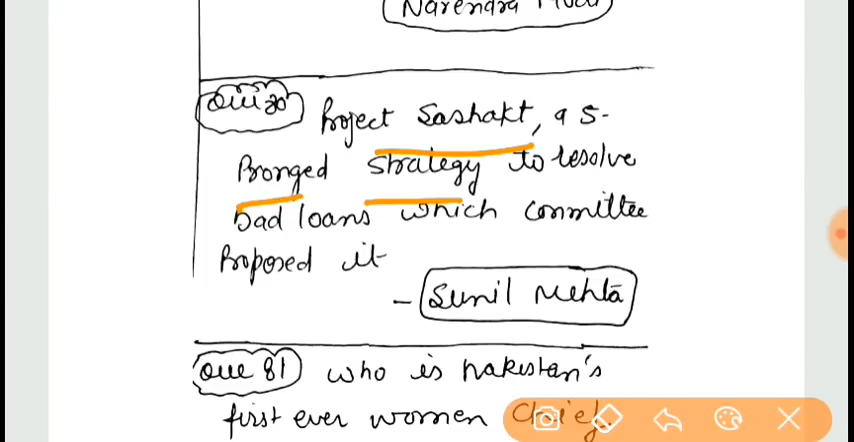 Narendra Modi
Que 20 Project Sashakt, a 5-
Pronged strategy to resolve
bad loans which committee
Proposed it
- Sunil Mehta
Que 81 who is Pakistan's
first ever women Chief